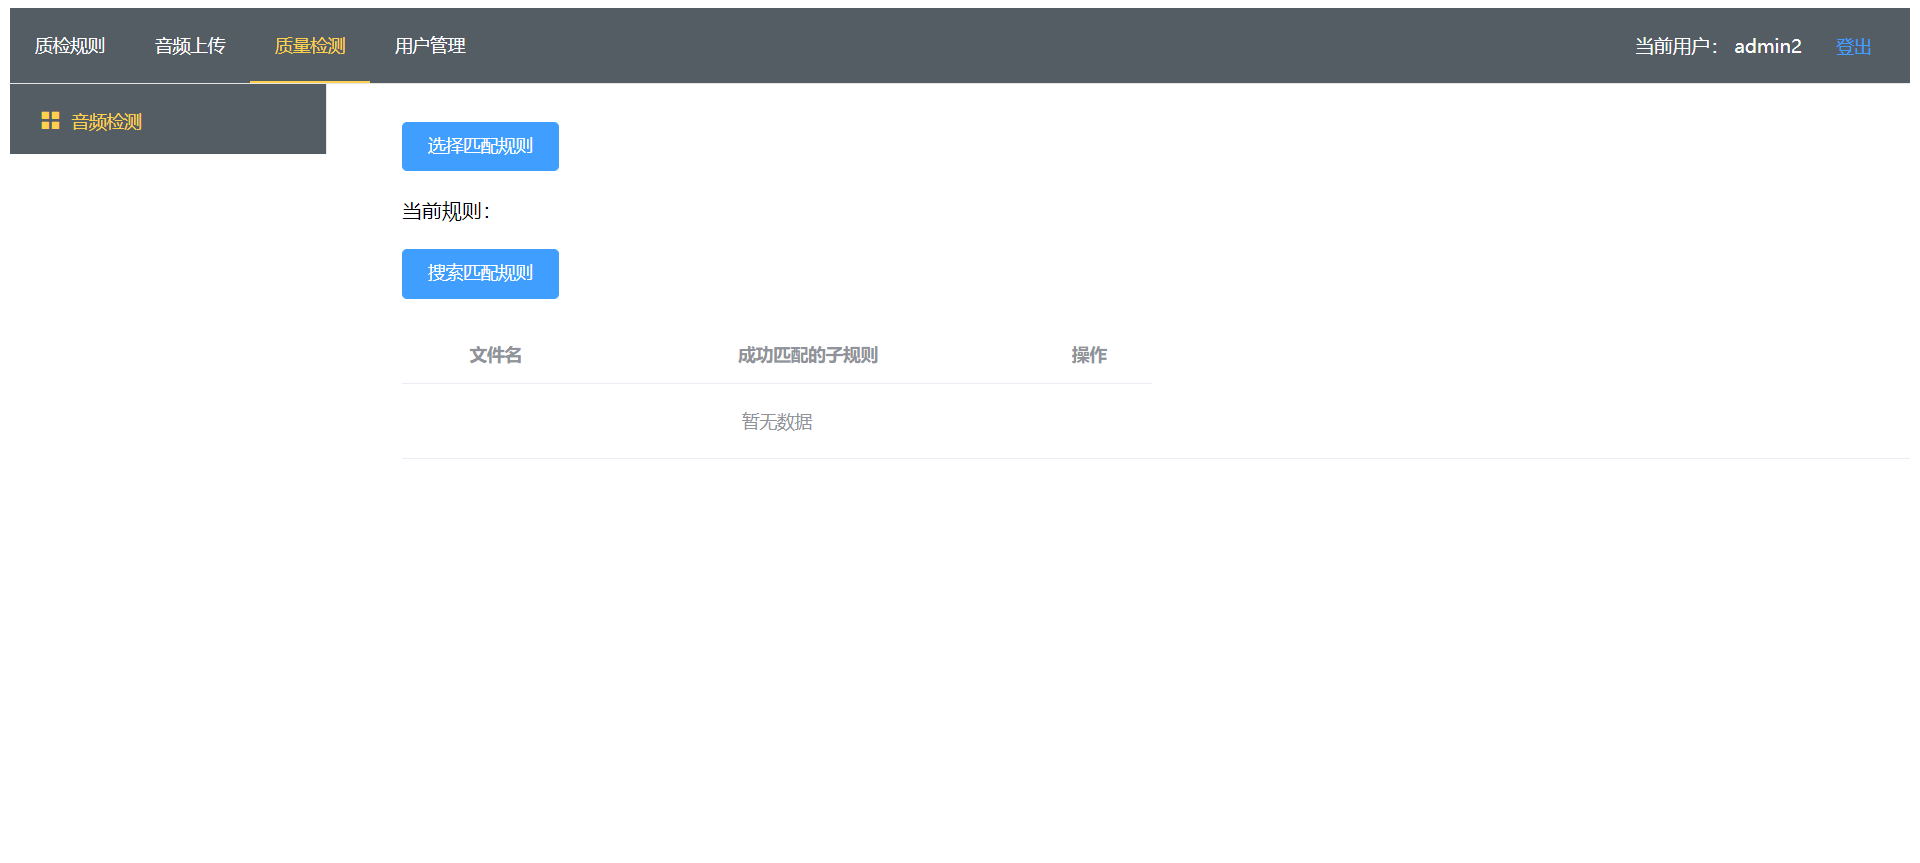 质检规则 音频上传 质量检测 用户管理 当前用户： admin2 登出
音频检测
选择匹配规则
当前规则：
搜索匹配规则
文件名 成功匹配的子规则 操作
暂无数据